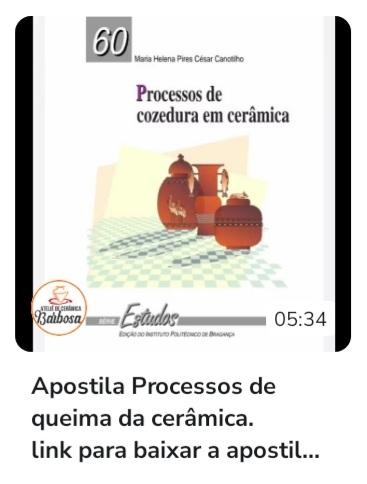 60
Maria Helena Pires César Canotilho
Processos de
cozedura em cerâmica
ATELIÊ DE CERÂMICA
Barbosa
SÉRIE Estudos
EDIÇÃO DO INSTITUTO POLITÉCNICO DE BRAGANÇA
05:34
Apostila Processos de
queima da cerâmica.
link para baixar a apostil...